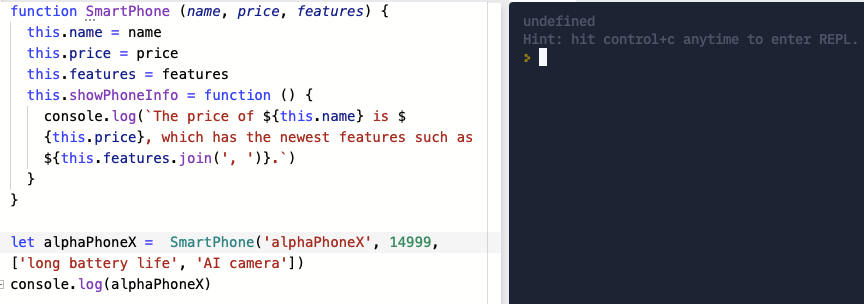 function SmartPhone (name, price, features) {
this.name = name
this.price = price
this.features = features
this.showPhoneInfo = function () {
console.log(`The price of ${this.name} is $
{this.price}, which has the newest features such as
${this.features.join(', ')}.`)
}
}
let alphaPhoneX =  SmartPhone('alphaPhoneX', 14999,
['long battery life', 'AI camera'])
console.log(alphaPhoneX)
undefined
Hint: hit control+c anytime to enter REPL.
>